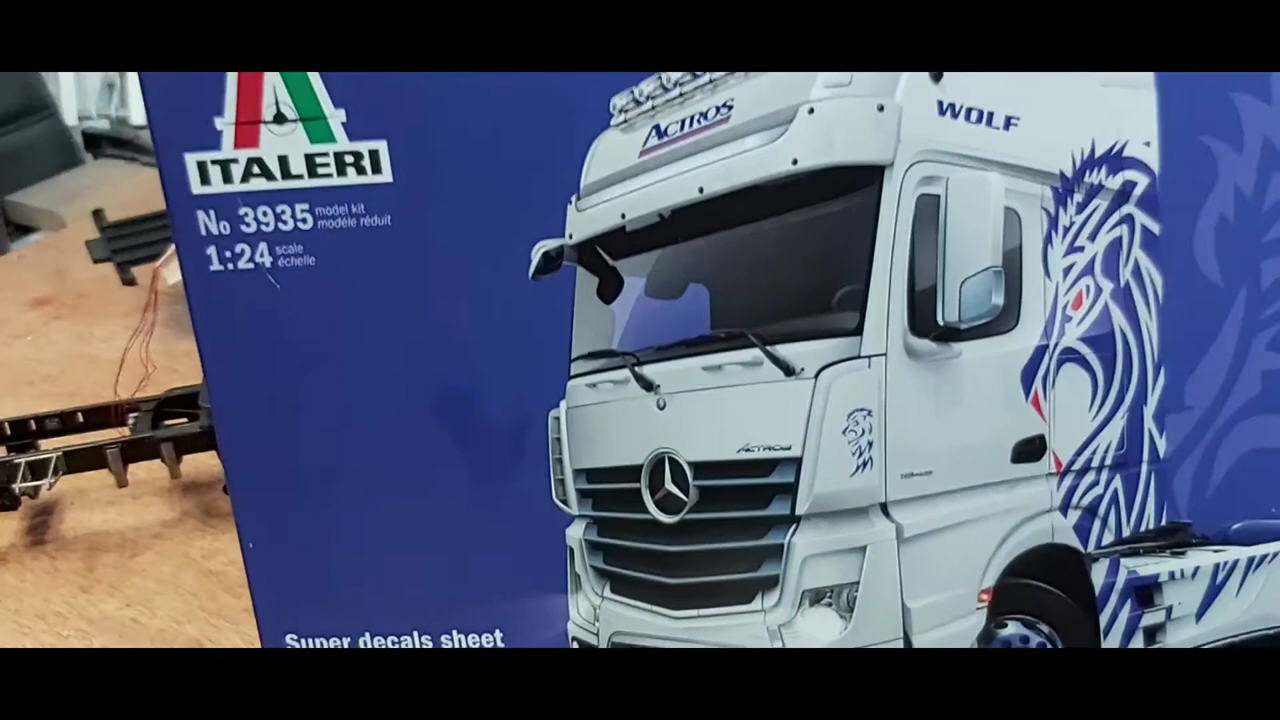 ITALERI
No 3935 model kit
modèle réduit
1:24 scale
échelle
ACTROS
WOLF
ACTROS
Super decals sheet